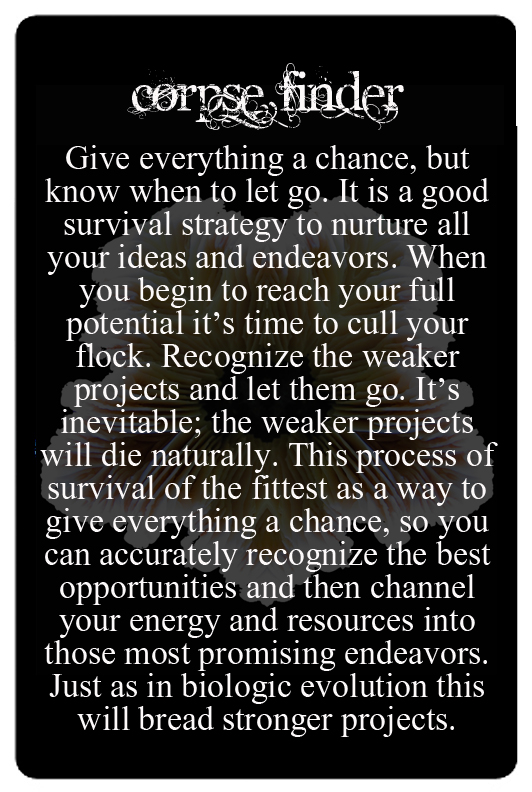 corpse finder
Give everything a chance, but
know when to let go. It is a good
survival strategy to nurture all
your ideas and endeavors. When
you begin to reach your full
potential it’s time to cull your
flock. Recognize the weaker
projects and let them go. It’s
inevitable; the weaker projects
will die naturally. This process of
survival of the fittest as a way to
give everything a chance, so you
can accurately recognize the best
opportunities and then channel
your energy and resources into
those most promising endeavors.
Just as in biologic evolution this
will bread stronger projects.